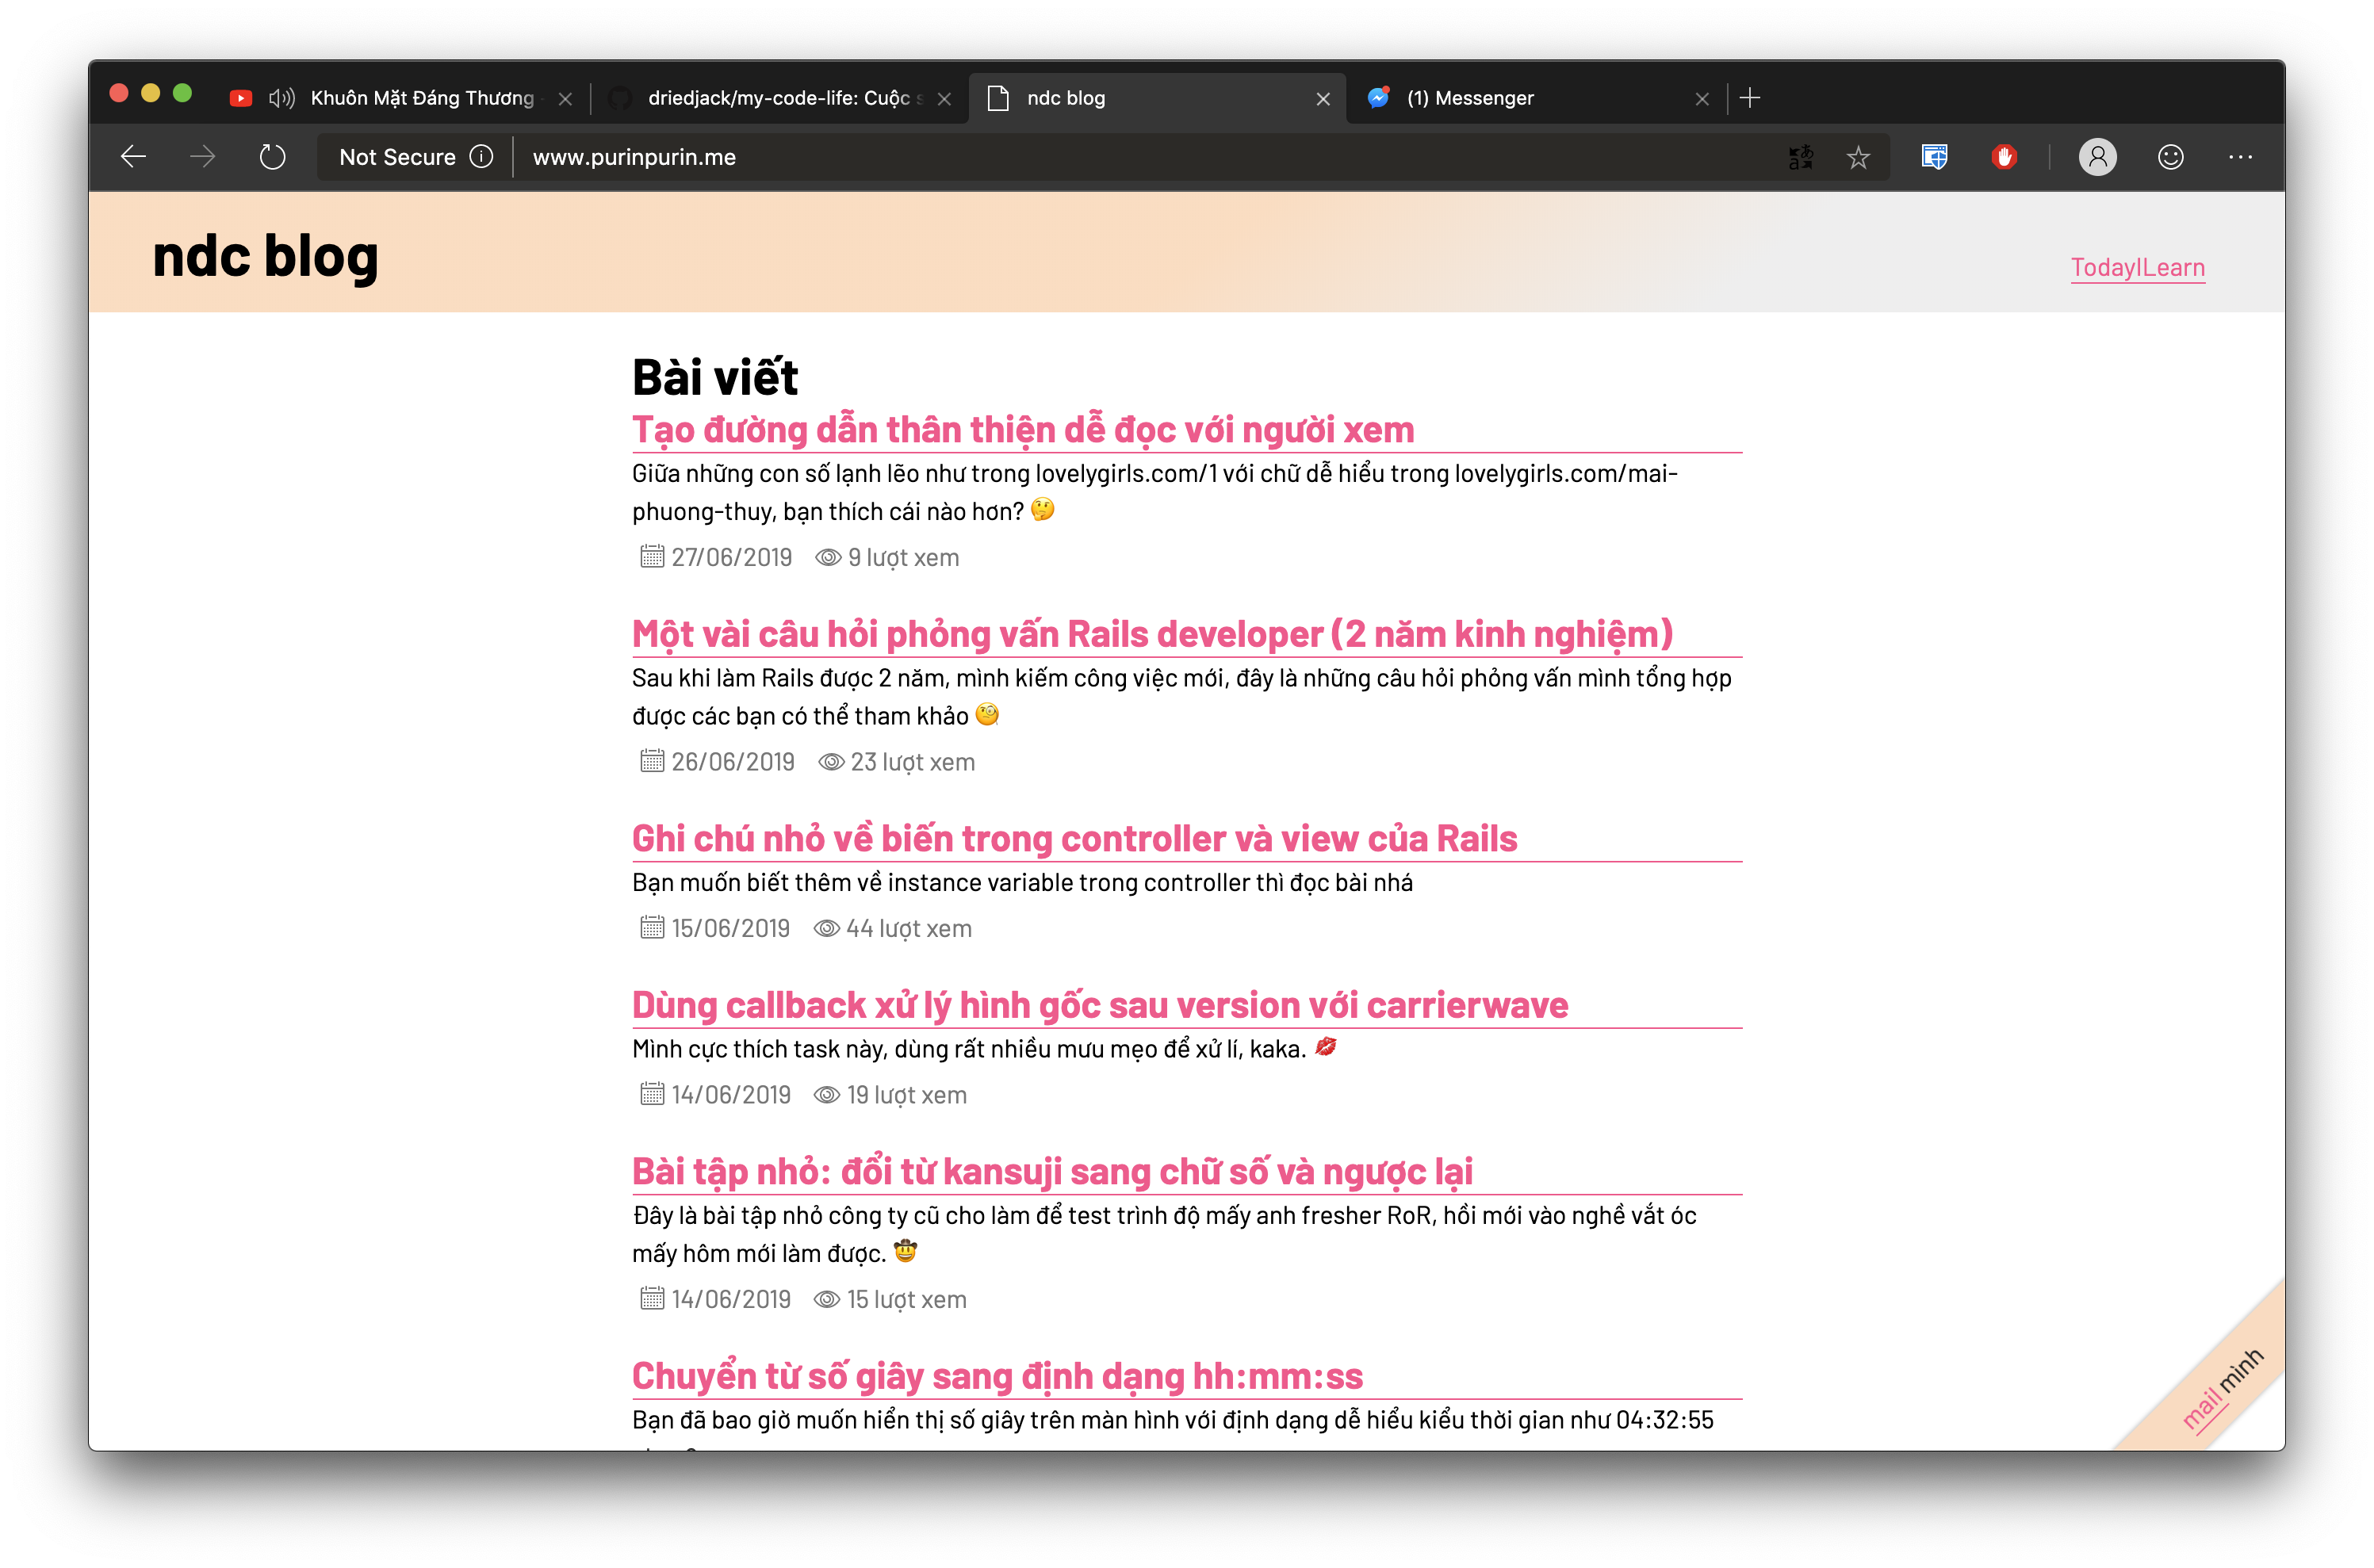 Khuôn Mặt Đáng Thương
driedjack/my-code-life: Cuộc s
ndc blog
(1) Messenger
Not Secure
www.purinpurin.me
ndc blog
TodayILearn
Bài viết
Tạo đường dẫn thân thiện dễ đọc với người xem
Giữa những con số lạnh lẽo như trong lovelygirls.com/1 với chữ dễ hiểu trong lovelygirls.com/mai-
phuong-thuy, bạn thích cái nào hơn? 🤔
27/06/2019 9 lượt xem
Một vài câu hỏi phỏng vấn Rails developer (2 năm kinh nghiệm)
Sau khi làm Rails được 2 năm, mình kiếm công việc mới, đây là những câu hỏi phỏng vấn mình tổng hợp
được các bạn có thể tham khảo 🧐
26/06/2019 23 lượt xem
Ghi chú nhỏ về biến trong controller và view của Rails
Bạn muốn biết thêm về instance variable trong controller thì đọc bài nhá
15/06/2019 44 lượt xem
Dùng callback xử lý hình gốc sau version với carrierwave
Mình cực thích task này, dùng rất nhiều mưu mẹo để xử lí, kaka. 💋
14/06/2019 19 lượt xem
Bài tập nhỏ: đổi từ kansuji sang chữ số và ngược lại
Đây là bài tập nhỏ công ty cũ cho làm để test trình độ mấy anh fresher RoR, hồi mới vào nghề vắt óc
mấy hôm mới làm được. 🤠
14/06/2019 15 lượt xem
Chuyển từ số giây sang định dạng hh:mm:ss
Bạn đã bao giờ muốn hiển thị số giây trên màn hình với định dạng dễ hiểu kiểu thời gian như 04:32:55
mail mình